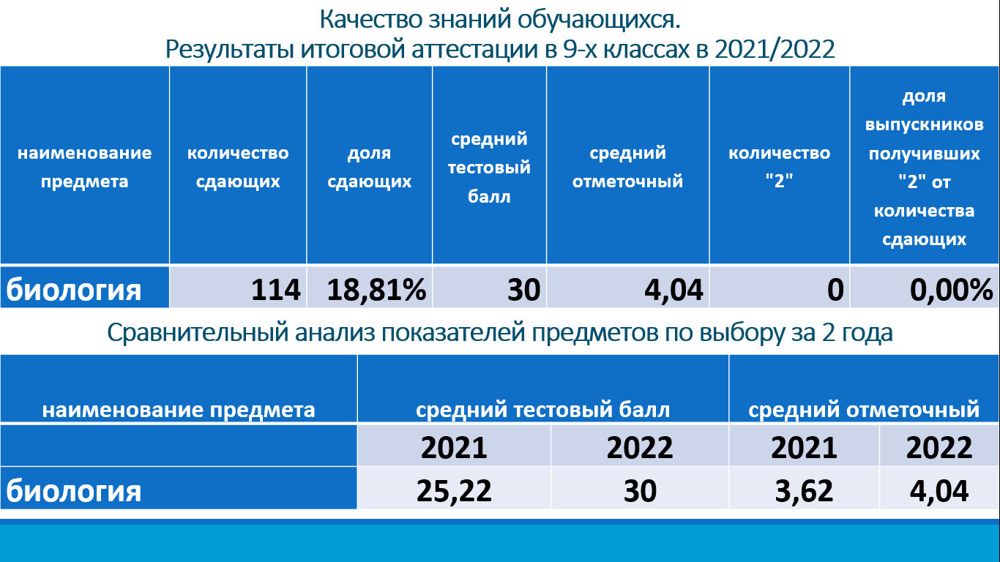 Качество знаний обучающихся.
Результаты итоговой аттестации в 9-х классах в 2021/2022
наименование
предмета
количество
сдающих
доля
сдающих
средний
тестовый
балл
средний
отметочный
количество
"2"
доля
выпускников
получивших
"2" от
количества
сдающих
биология 114 18,81% 30 4,04 0 0,00%
Сравнительный анализ показателей предметов по выбору за 2 года
наименование предмета средний тестовый балл средний отметочный
2021 2022 2021 2022
биология 25,22 30 3,62 4,04